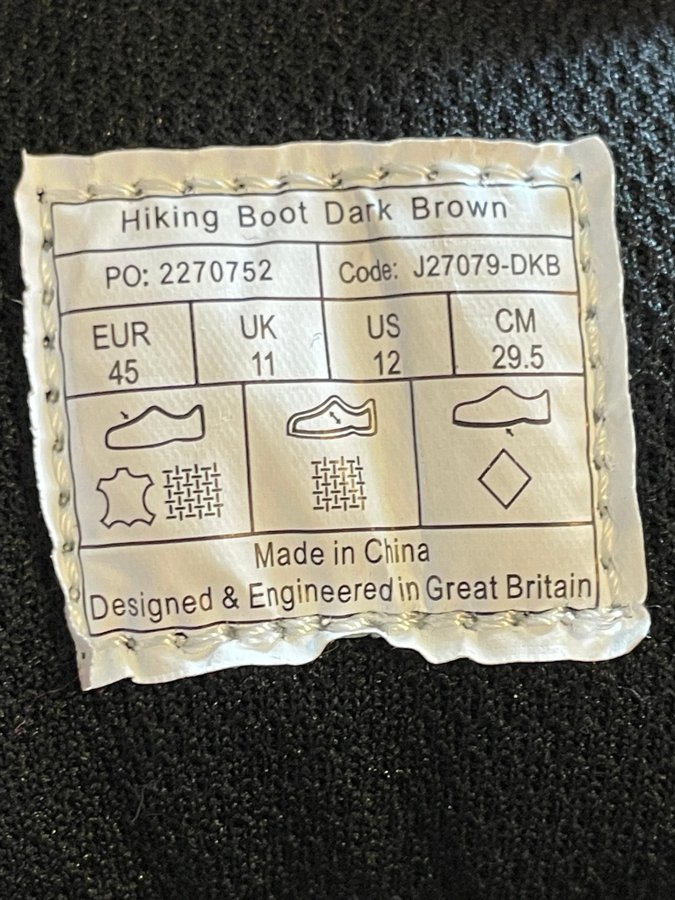 Hiking Boot Dark Brown
PO: 2270752 Code: J27079-DKB
EUR UK US CM
45 11 12 29.5
Made in China
Designed & Engineered in Great Britain